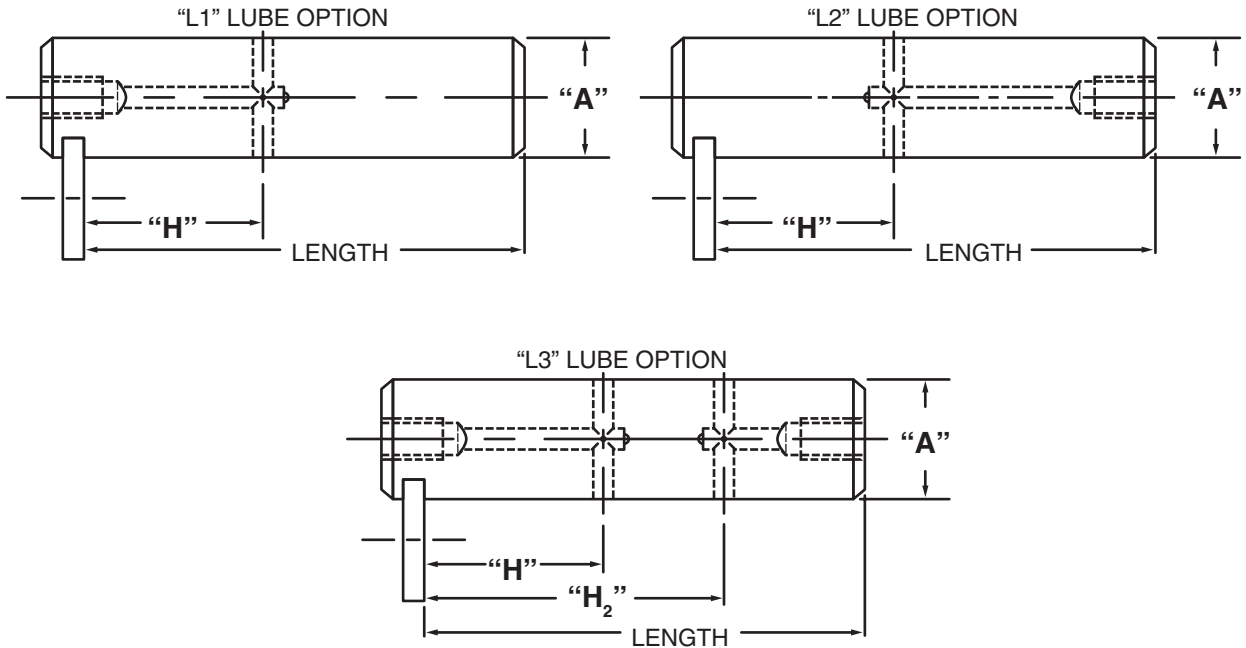 “L1” LUBE OPTION
“A”
“H”
LENGTH
“L2” LUBE OPTION
“A”
“H”
LENGTH
“L3” LUBE OPTION
“A”
“H₂”
“H”
LENGTH